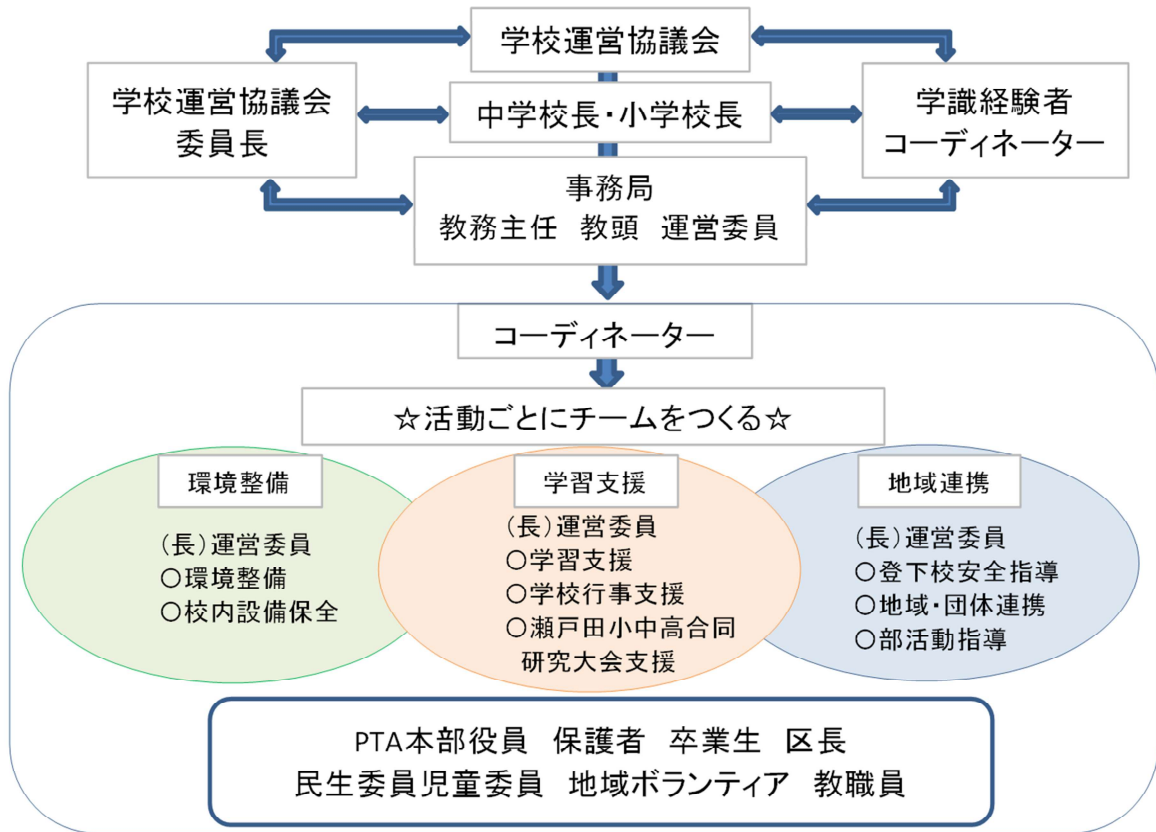 学校運営協議会
学校運営協議会
委員長
中学校長・小学校長
学識経験者
コーディネーター
事務局
教務主任 教頭 運営委員
コーディネーター
☆活動ごとにチームをつくる☆
環境整備
(長)運営委員
○環境整備
○校内設備保全
学習支援
(長)運営委員
○学習支援
○学校行事支援
○瀬戸田小中高合同
研究大会支援
地域連携
(長)運営委員
○登下校安全指導
○地域・団体連携
○部活動指導
PTA本部役員 保護者 卒業生 区長
民生委員児童委員 地域ボランティア 教職員